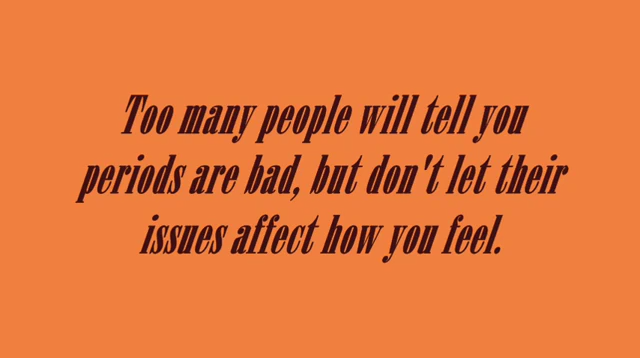 Too many people will tell you
periods are bad, but don't let their
issues affect how you feel.